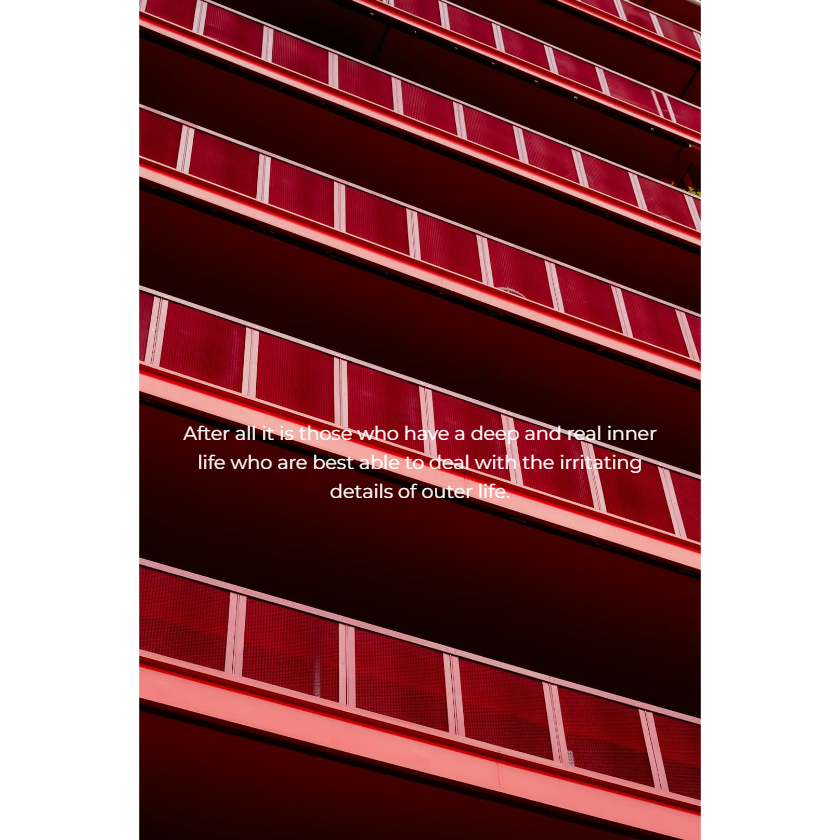 After all it is those who have a deep and real inner
life who are best able to deal with the irritating
details of outer life.